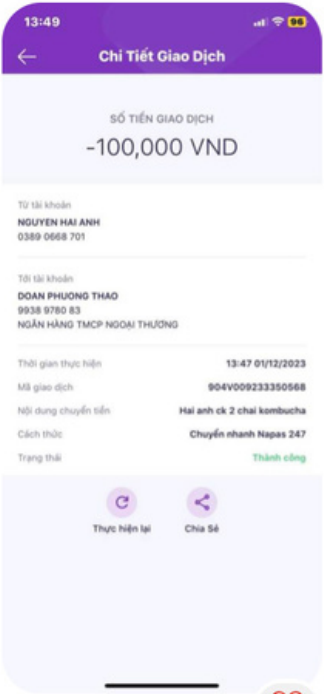 13:49
96
Chi Tiết Giao Dịch
SỐ TIỀN GIAO DỊCH
-100,000 VND
Từ tài khoản
NGUYEN HAI ANH
0389 0668 701
Tới tài khoản
DOAN PHUONG THAO
9938 9780 83
NGÂN HÀNG TMCP NGOẠI THƯƠNG
Thời gian thực hiện 13:47 01/12/2023
Mã giao dịch 904V009233350568
Nội dung chuyển tiền Hai anh ck 2 chai kombucha
Cách thức Chuyển nhanh Napas 247
Trạng thái Thành công
Thực hiện lại Chia Sẻ